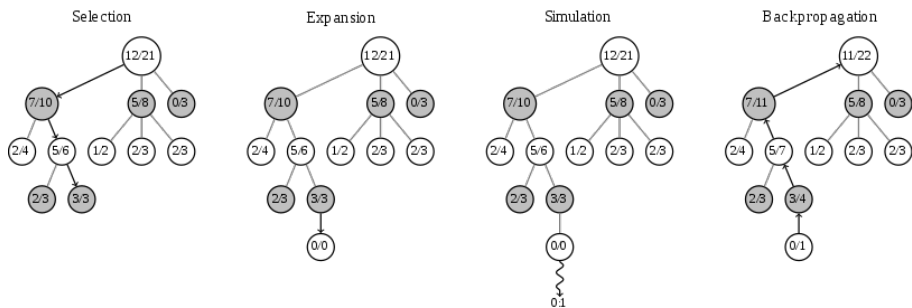 Selection
12/21
7/10 5/8 0/3
2/4 5/6 1/2 2/3 2/3
2/3 3/3
Expansion
12/21
7/10 5/8 0/3
2/4 5/6 1/2 2/3 2/3
2/3 3/3
0/0
Simulation
12/21
7/10 5/8 0/3
2/4 5/6 1/2 2/3 2/3
2/3 3/3
0/0
0:1
Backpropagation
11/22
7/11 5/8 0/3
2/4 5/7 1/2 2/3 2/3
2/3 3/4
0/1